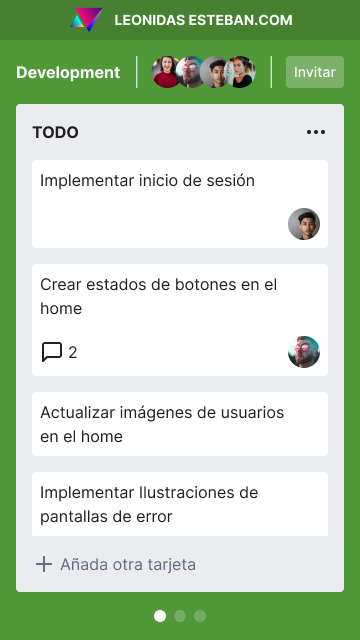 LEONIDAS ESTEBAN.COM
Development
Invitar
TODO
Implementar inicio de sesión
Crear estados de botones en el
home
2
Actualizar imágenes de usuarios
en el home
Implementar Ilustraciones de
pantallas de error
Añada otra tarjeta